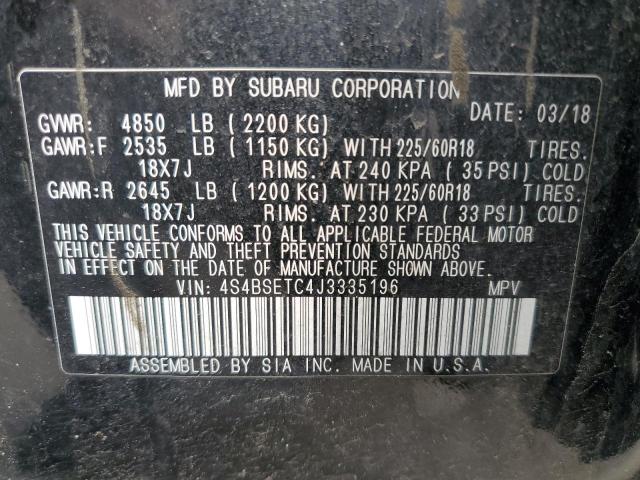 MFD BY SUBARU CORPORATION
DATE: 03/18
GVWR: 4850 LB (2200 KG)
GAWR:F 2535 LB (1150 KG) WITH 225/60R18 TIRES.
18X7J RIMS. AT 240 KPA (35 PSI) COLD
GAWR:R 2645 LB (1200 KG) WITH 225/60R18 TIRES.
18X7J RIMS. AT 230 KPA (33 PSI) COLD
THIS VEHICLE CONFORMS TO ALL APPLICABLE FEDERAL MOTOR
VEHICLE SAFETY AND THEFT PREVENTION STANDARDS
IN EFFECT ON THE DATE OF MANUFACTURE SHOWN ABOVE.
VIN: 4S4BSETC4J3335196 MPV
ASSEMBLED BY SIA INC. MADE IN U.S.A.